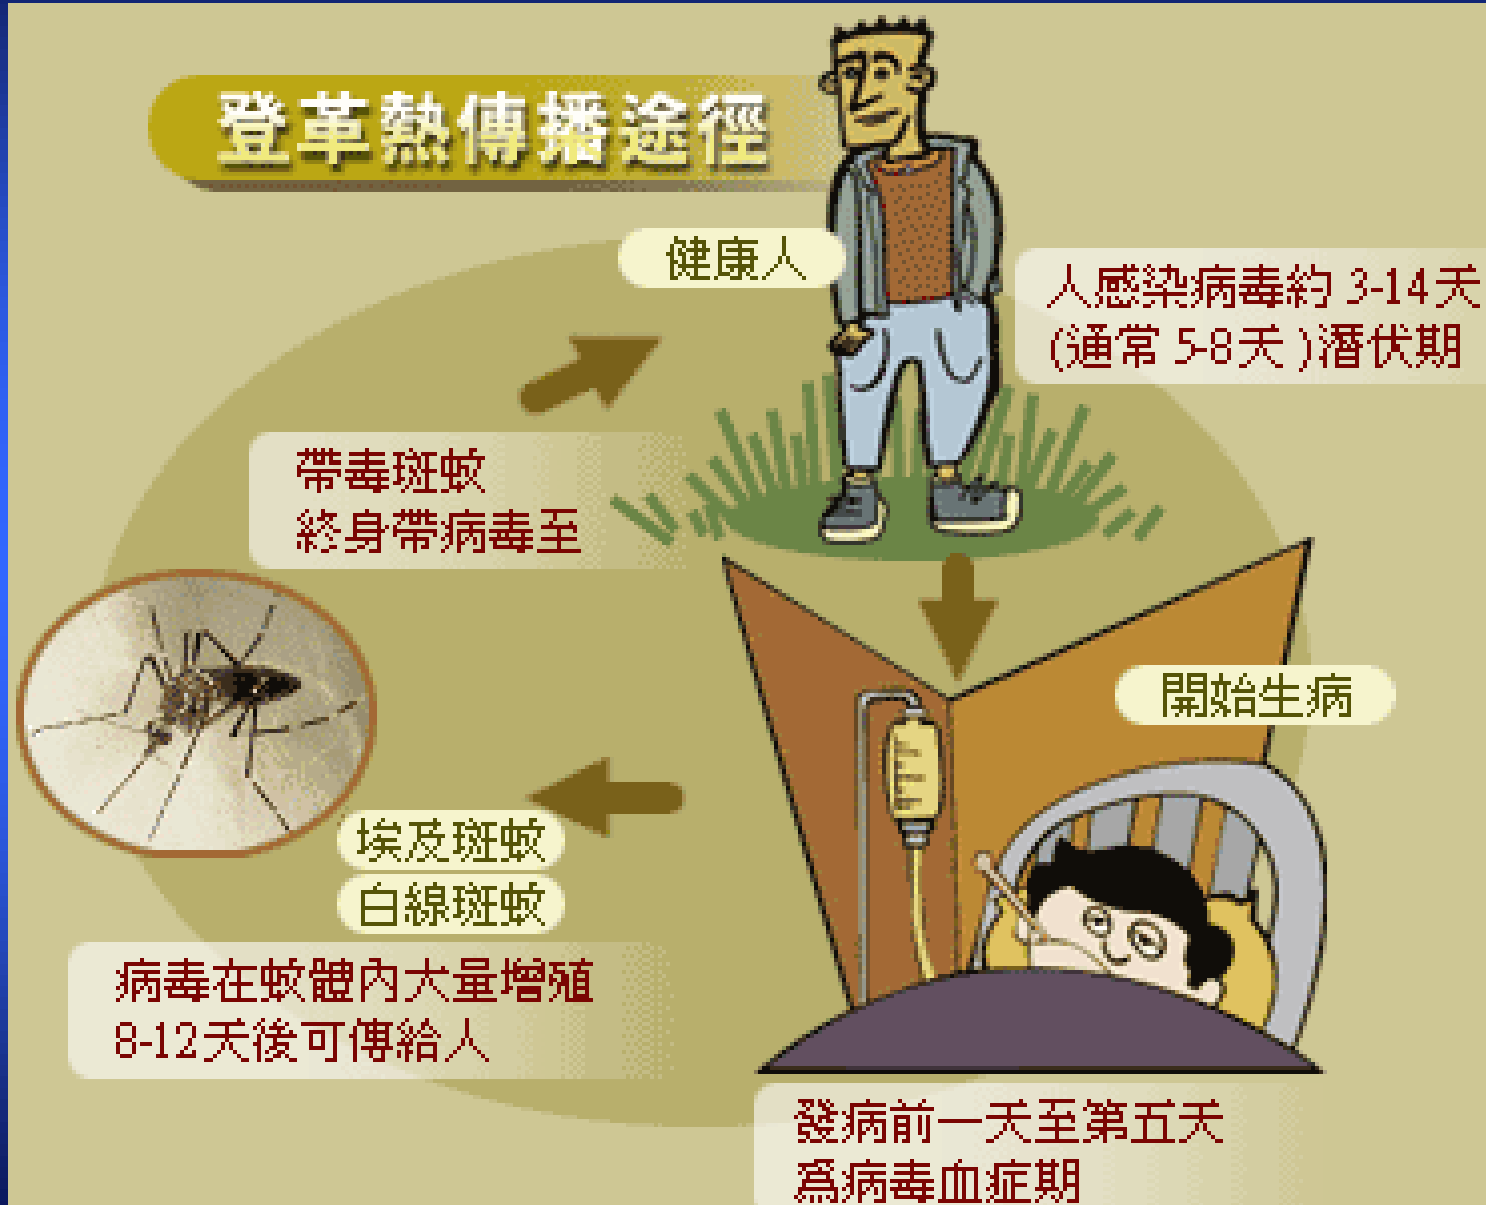 登革熱傳播途徑
健康人
人感染病毒約 3-14天
(通常 5-8天 )潛伏期
帶毒斑蚊
終身帶病毒至
開始生病
埃及斑蚊
白線斑蚊
病毒在蚊體內大量增殖
8-12天後可傳給人
發病前一天至第五天
爲病毒血症期